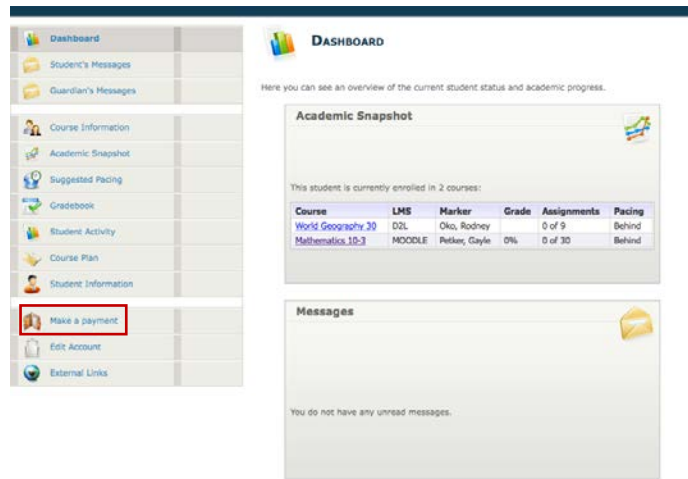 Dashboard
Student's Messages
Guardian's Messages
Course Information
Academic Snapshot
Suggested Pacing
Gradebook
Student Activity
Course Plan
Student Information
Make a payment
Edit Account
External Links
DASHBOARD
Here you can see an overview of the current student status and academic progress.
Academic Snapshot
This student is currently enrolled in 2 courses:
Course LMS Marker Grade Assignments Pacing
World Geography 30 D2L Oko, Rodney 0 of 9 Behind
Mathematics 10-3 MOODLE Petker, Gayle 0% 0 of 30 Behind
Messages
You do not have any unread messages.